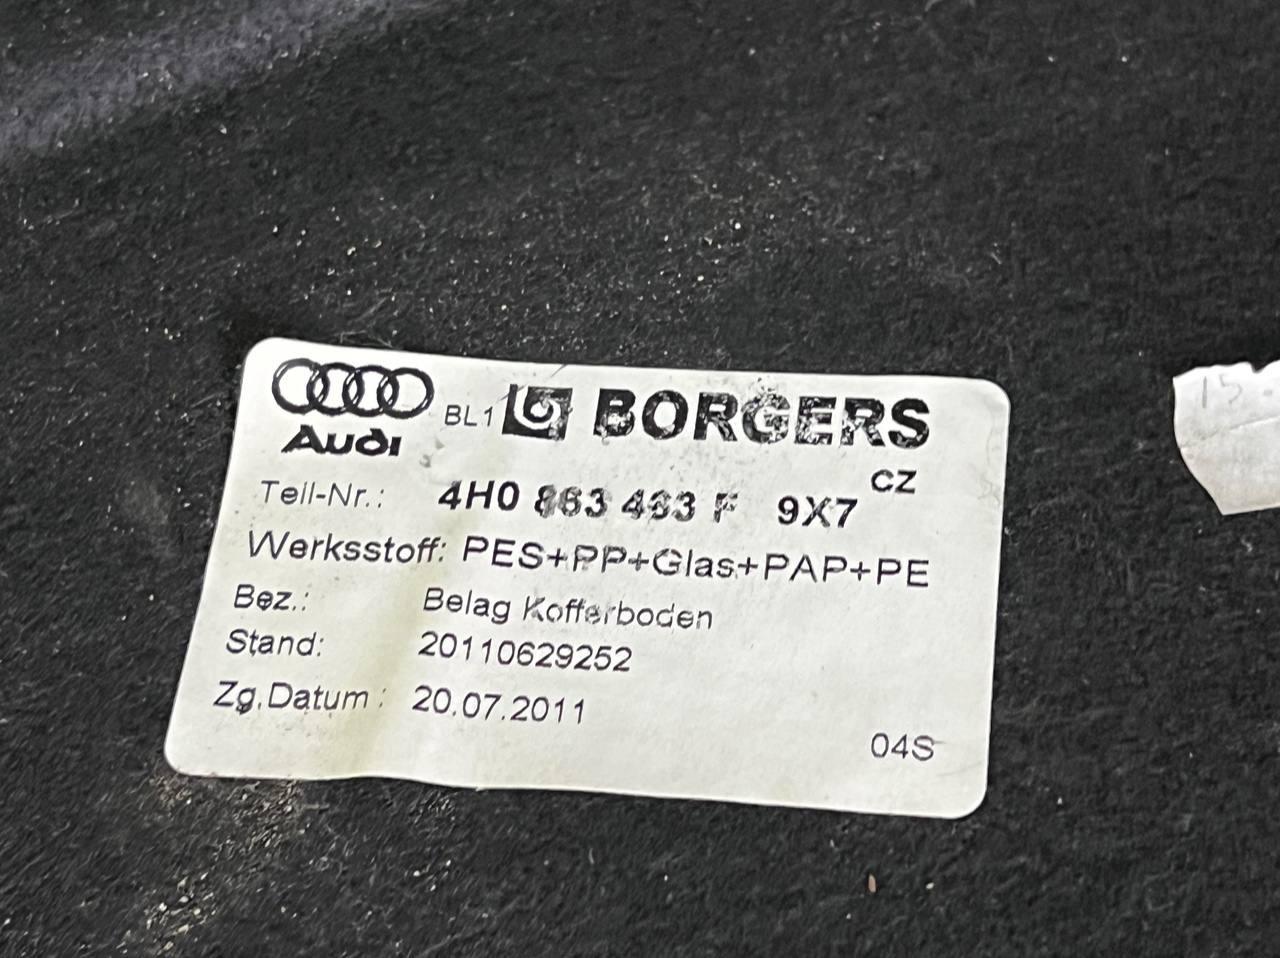 Audi BL1 BORGERS
CZ
Teil-Nr.: 4H0 863 463 F 9X7
Werksstoff: PES+PP+Glas+PAP+PE
Bez.: Belag Kofferboden
Stand: 20110629252
Zg.Datum: 20.07.2011
04S
15.